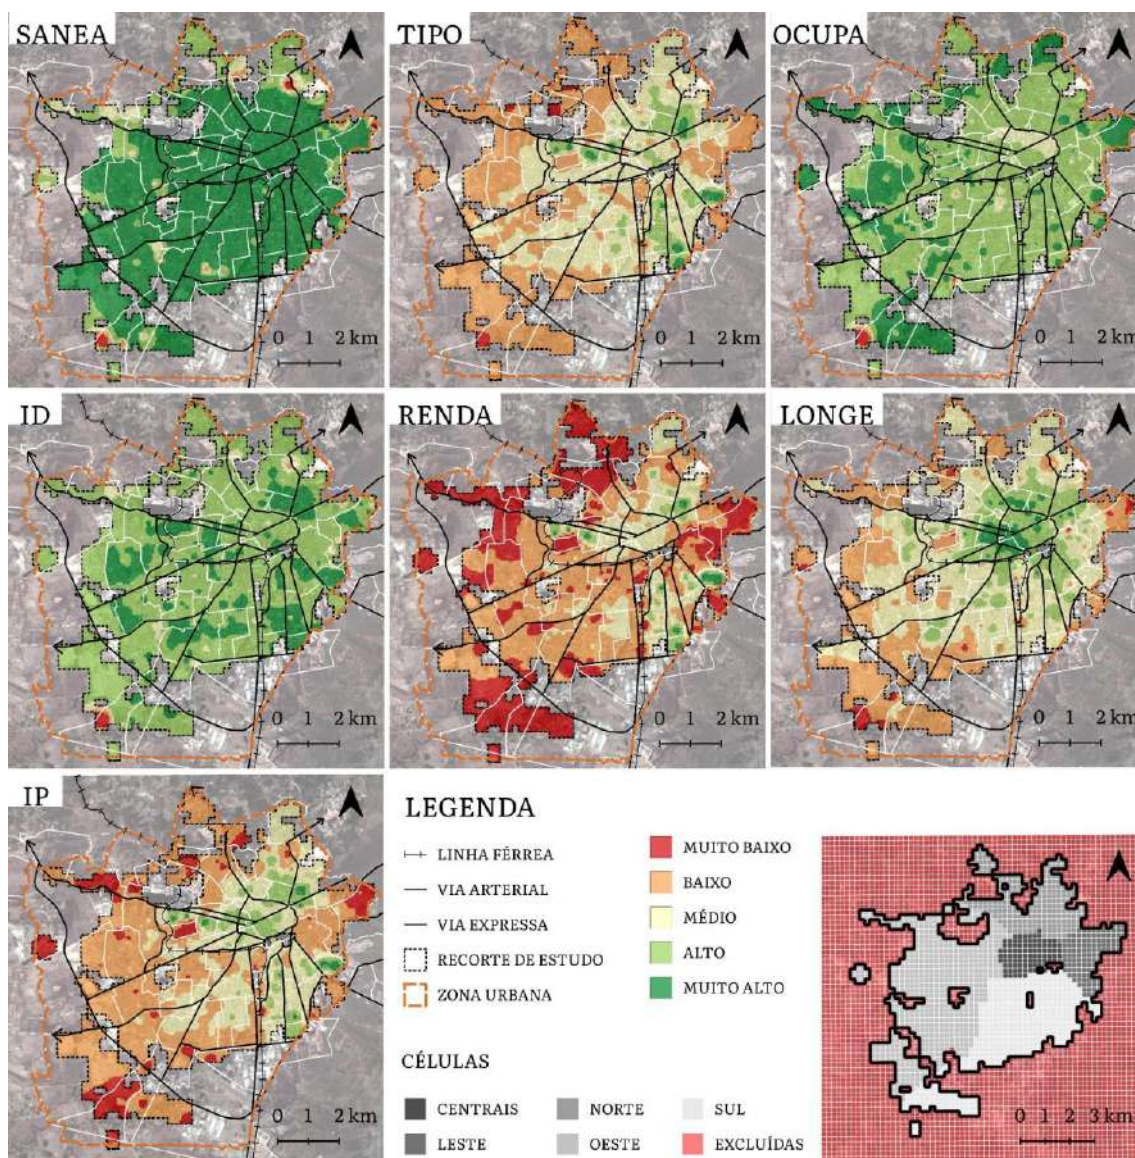 SANEA
0 1 2 km
TIPO
0 1 2 km
OCUPA
0 1 2 km
ID
0 1 2 km
RENDA
0 1 2 km
LONGE
0 1 2 km
IP
0 1 2 km
LEGENDA
LINHA FÉRREA
VIA ARTERIAL
VIA EXPRESSA
RECORTE DE ESTUDO
ZONA URBANA
MUITO BAIXO
BAIXO
MÉDIO
ALTO
MUITO ALTO
CÉLULAS
CENTRAIS
NORTE
SUL
LESTE
OESTE
EXCLUÍDAS
0 1 2 3 km